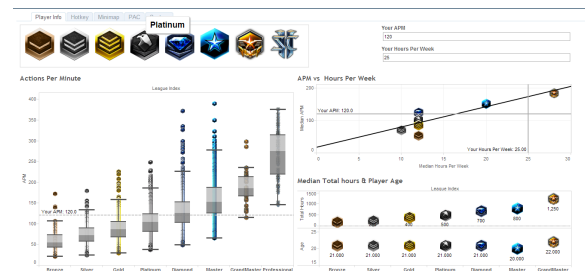 Player Info Hotkey Minimap PAC
Platinum
Your APM
120
Your Hours Per Week
25
Actions Per Minute
League Index
APM
400
350
300
250
200
150
100
50
0
Your APM: 120.0
Bronze Silver Gold Platinum Diamond Master GrandMaster Professional
APM vs Hours Per Week
Median APM
200
100
0
Your APM: 120.0
Your Hours Per Week: 25.00
0 5 10 15 20 25 30
Median Hours Per Week
Median Total hours & Player Age
League Index
Total Hours
1500
1000
500
0
400 500 700 800 1,250
Age
25
20
15
21.000 21.000 21.000 21.000 21.000 20.000 22.000
Bronze Silver Gold Platinum Diamond Master GrandMaster